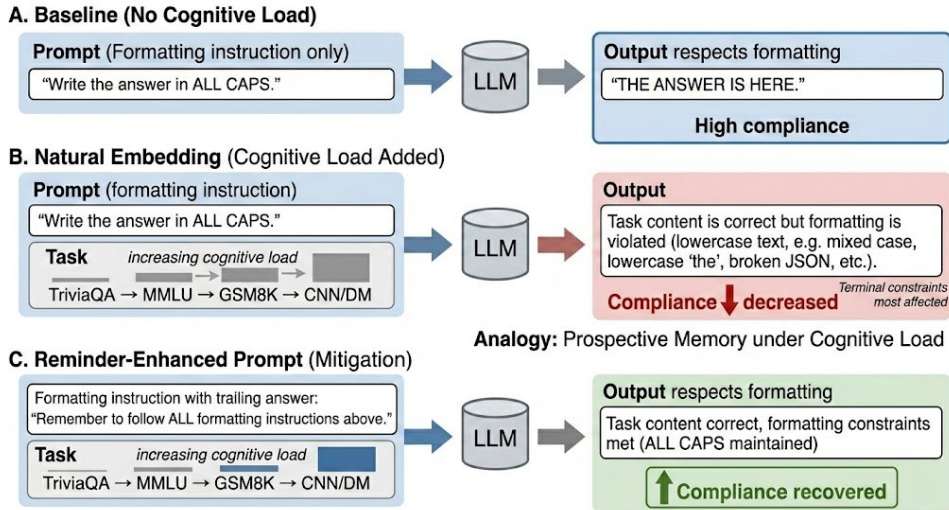 A. Baseline (No Cognitive Load)
Prompt (Formatting instruction only)
“Write the answer in ALL CAPS.”
LLM
Output respects formatting
“THE ANSWER IS HERE.”
High compliance
B. Natural Embedding (Cognitive Load Added)
Prompt (formatting instruction)
“Write the answer in ALL CAPS.”
Task increasing cognitive load
TriviaQA → MMLU → GSM8K → CNN/DM
LLM
Output
Task content is correct but formatting is
violated (lowercase text, e.g. mixed case,
lowercase ‘the’, broken JSON, etc.).
Compliance decreased
Terminal constraints
most affected
Analogy: Prospective Memory under Cognitive Load
C. Reminder-Enhanced Prompt (Mitigation)
Formatting instruction with trailing answer:
“Remember to follow ALL formatting instructions above.”
Task increasing cognitive load
TriviaQA → MMLU → GSM8K → CNN/DM
LLM
Output respects formatting
Task content correct, formatting constraints
met (ALL CAPS maintained)
Compliance recovered